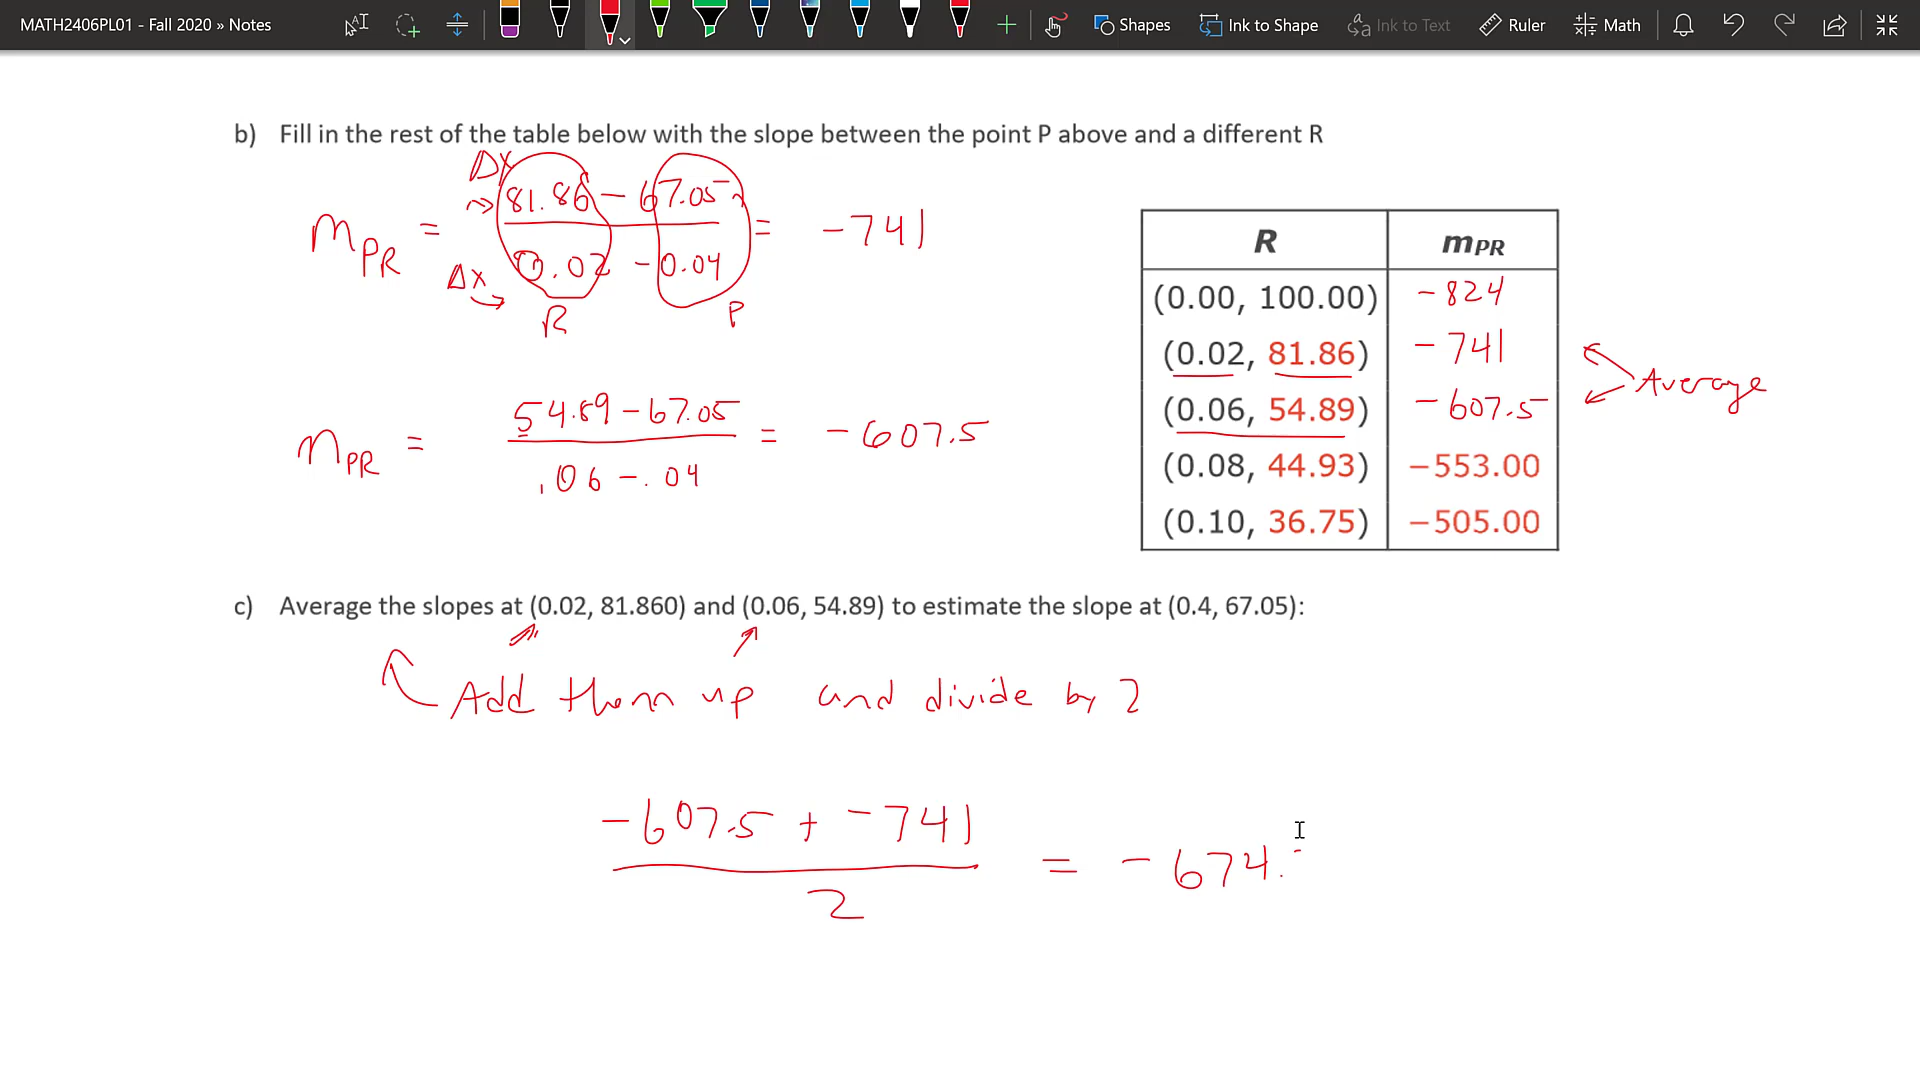 MATH2406PL01 - Fall 2020 » Notes
Shapes
Ink to Shape
Ink to Text
Ruler
Math
b) Fill in the rest of the table below with the slope between the point P above and a different R
mPR = 81.86 - 67.05 / 0.02 - 0.04 = -741
Δx
R
P
mPR = 54.89 - 67.05 / .06 - .04 = -607.5
R mPR
(0.00, 100.00) -824
(0.02, 81.86) -741
(0.06, 54.89) -607.5
(0.08, 44.93) −553.00
(0.10, 36.75) −505.00
Average
c) Average the slopes at (0.02, 81.860) and (0.06, 54.89) to estimate the slope at (0.4, 67.05):
Add them up and divide by 2
-607.5 + -741
2
= -674.